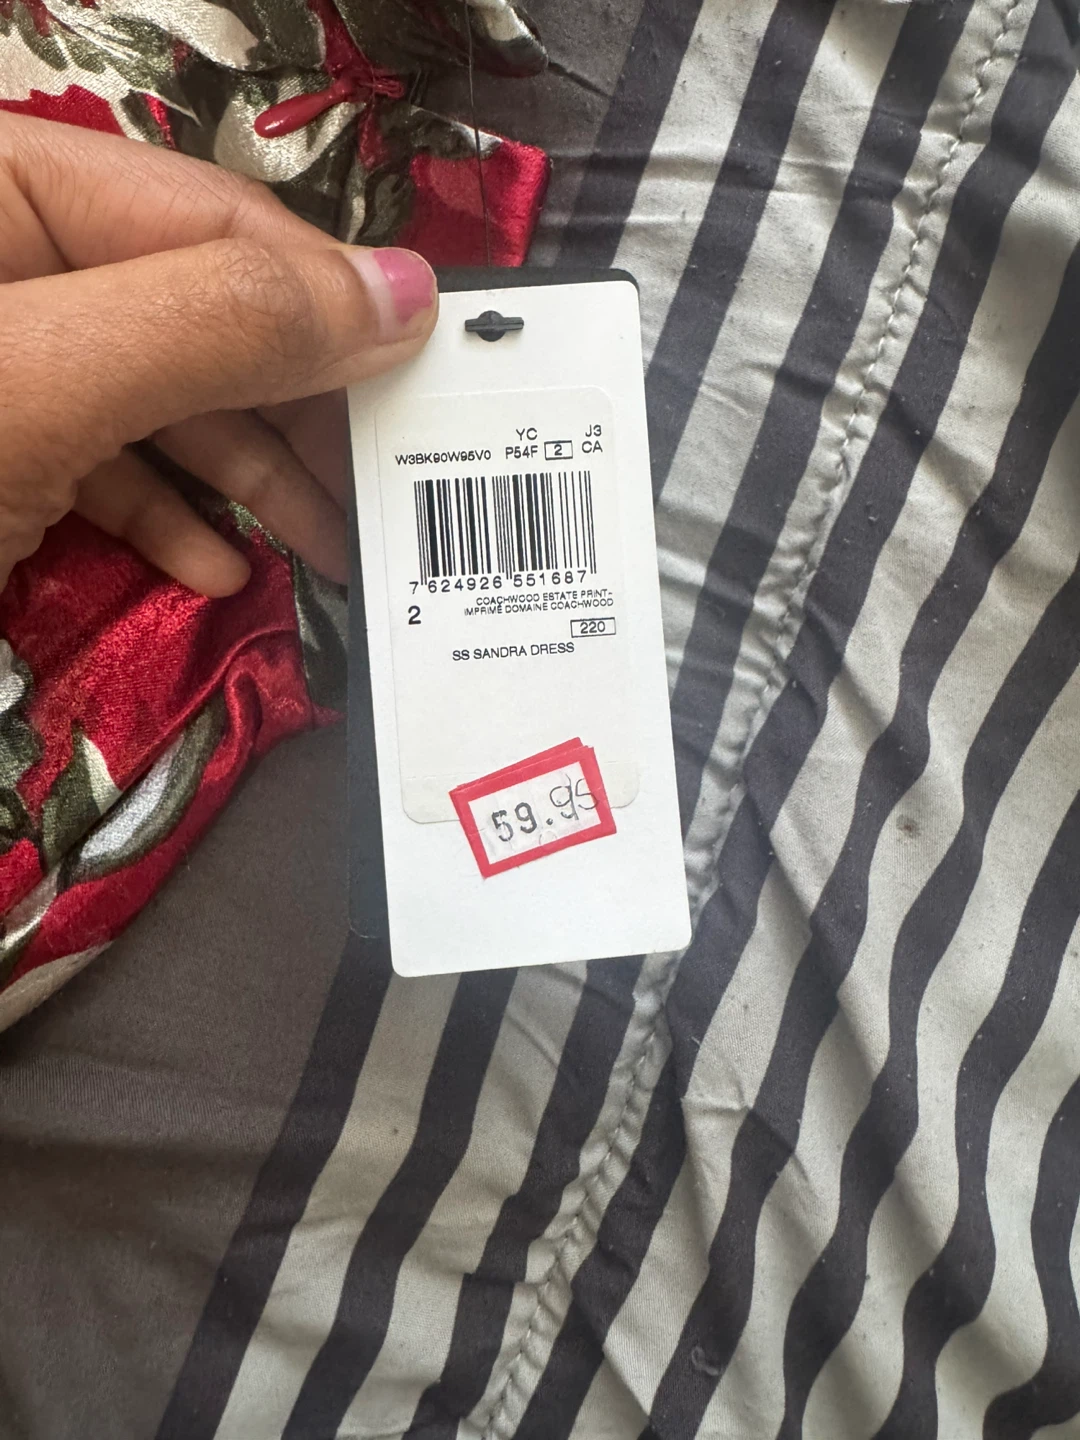 YC J3
W3BK90W95V0 P54F 2 CA
7 624926 551687
2 COACHWOOD ESTATE PRINT-
IMPRIMÉ DOMAINE COACHWOOD
220
SS SANDRA DRESS
59.95